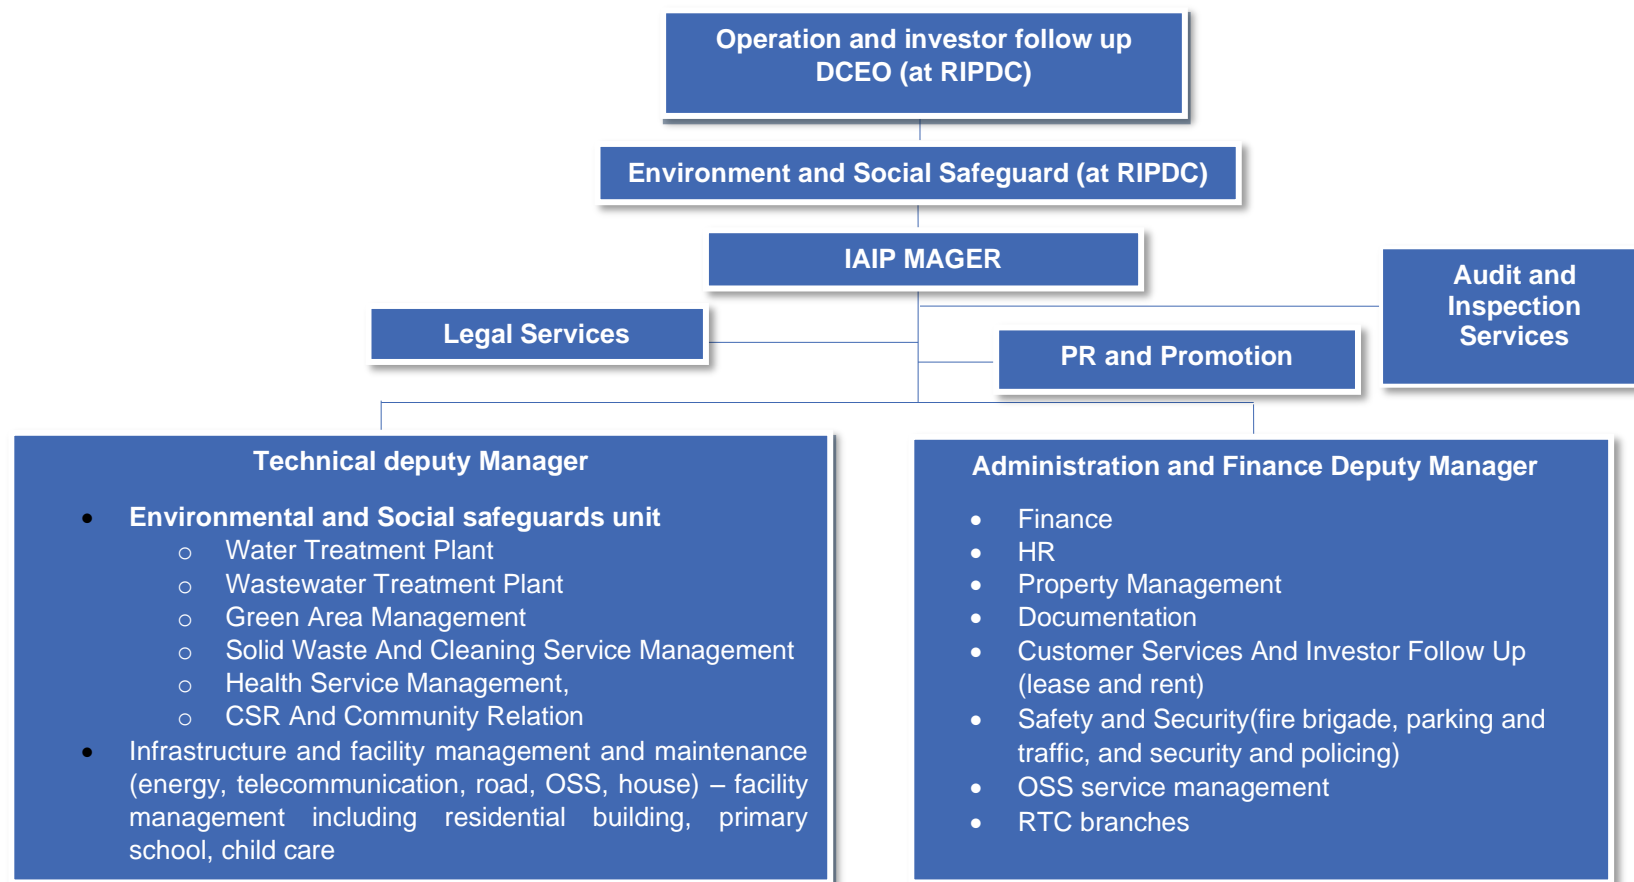 Operation and investor follow up
DCEO (at RIPDC)
Environment and Social Safeguard (at RIPDC)
IAIP MAGER
Audit and
Inspection
Services
Legal Services
PR and Promotion
Technical deputy Manager
• Environmental and Social safeguards unit
o Water Treatment Plant
o Wastewater Treatment Plant
o Green Area Management
o Solid Waste And Cleaning Service Management
o Health Service Management,
o CSR And Community Relation
• Infrastructure and facility management and maintenance
(energy, telecommunication, road, OSS, house) – facility
management including residential building, primary
school, child care
Administration and Finance Deputy Manager
• Finance
• HR
• Property Management
• Documentation
• Customer Services And Investor Follow Up
(lease and rent)
• Safety and Security(fire brigade, parking and
traffic, and security and policing)
• OSS service management
• RTC branches